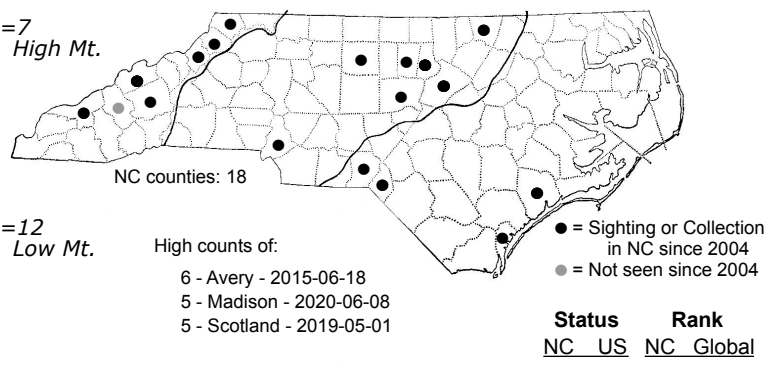 =7
High Mt.
NC counties: 18
=12
Low Mt.
High counts of:
6 - Avery - 2015-06-18
5 - Madison - 2020-06-08
5 - Scotland - 2019-05-01
● = Sighting or Collection
in NC since 2004
● = Not seen since 2004
Status Rank
NC US NC Global